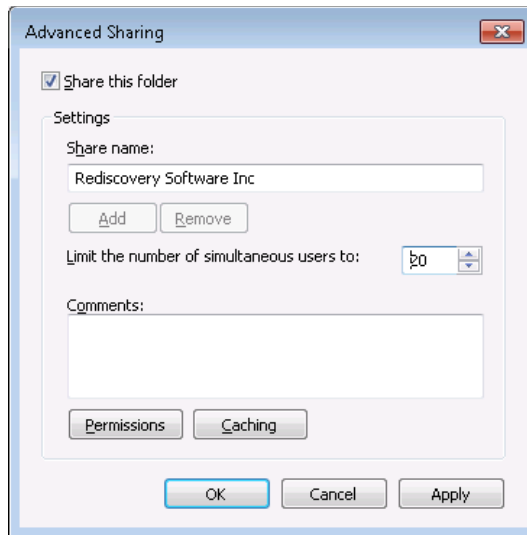 Advanced Sharing
Share this folder
Settings
Share name:
Rediscovery Software Inc
Add Remove
Limit the number of simultaneous users to: 20
Comments:
Permissions Caching
OK Cancel Apply